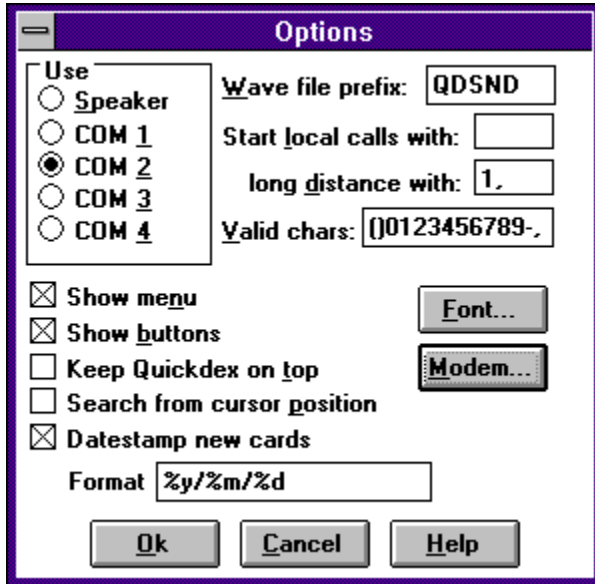 Options
Use
Speaker
COM 1
COM 2
COM 3
COM 4
Wave file prefix: QDSND
Start local calls with:
long distance with: 1,
Valid chars: ()0123456789-,
Show menu
Show buttons
Keep Quickdex on top
Search from cursor position
Datestamp new cards
Format %y/%m/%d
Font...
Modem...
Ok Cancel Help